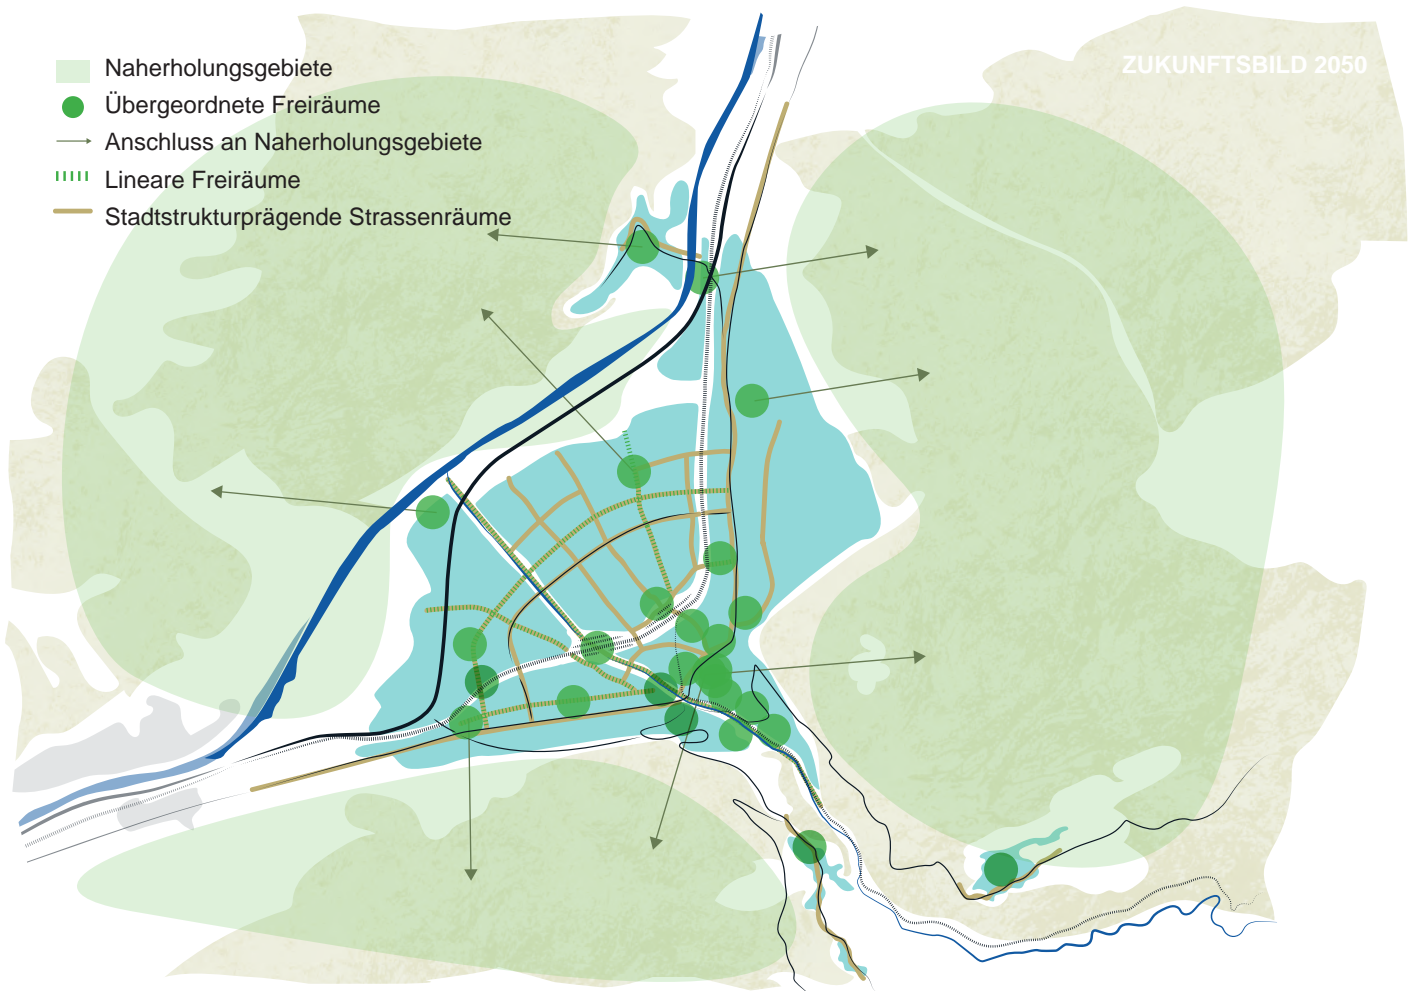 ZUKUNFTSBILD 2050
Naherholungsgebiete
Übergeordnete Freiräume
Anschluss an Naherholungsgebiete
Lineare Freiräume
Stadtstrukturprägende Strassenräume